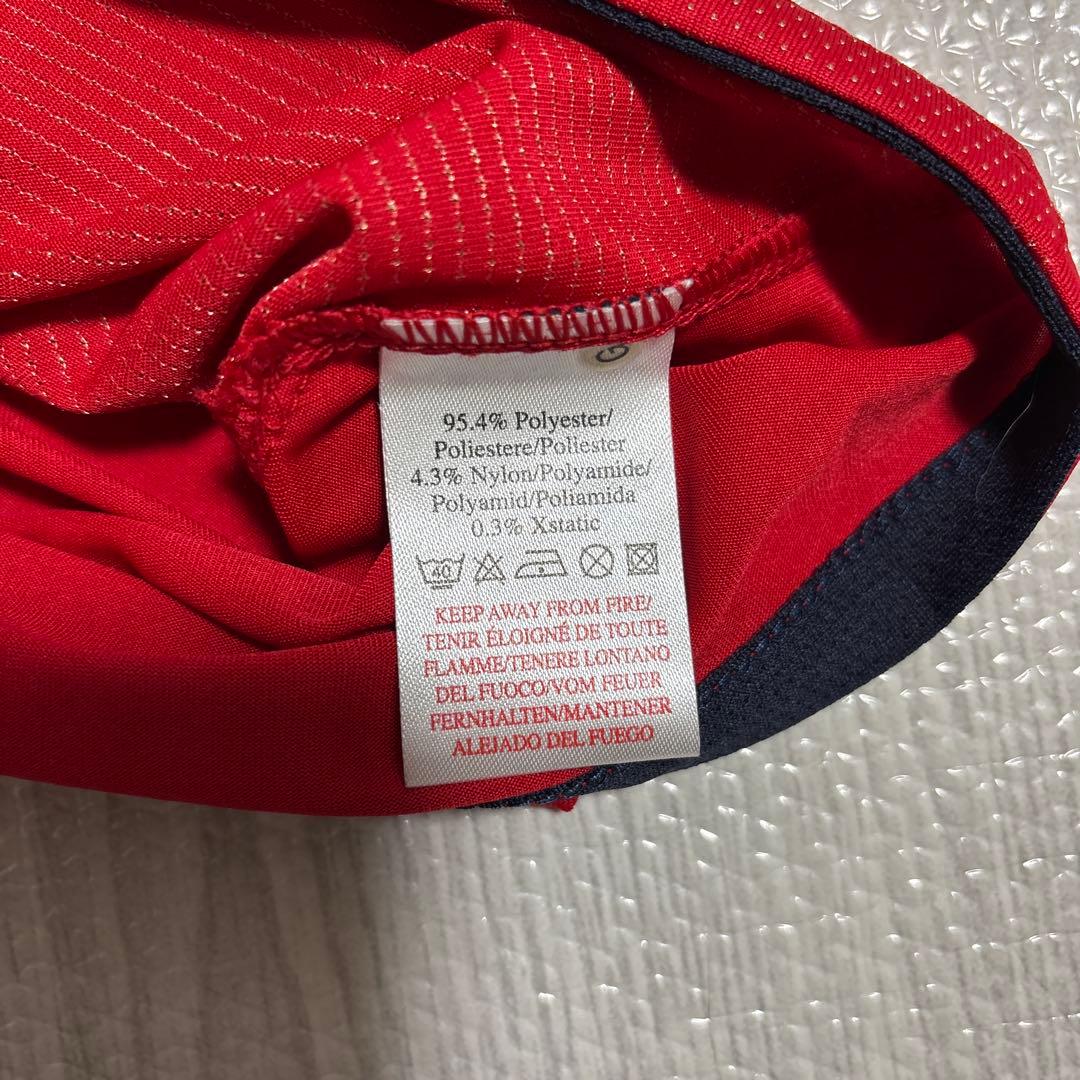 G
95.4% Polyester/
Poliestere/Poliester
4.3% Nylon/Polyamide/
Polyamid/Poliamida
0.3% Xstatic
40
KEEP AWAY FROM FIRE/
TENIR ÉLOIGNÉ DE TOUTE
FLAMME/TENERE LONTANO
DEL FUOCO/VOM FEUER
FERNHALTEN/MANTENER
ALEJADO DEL FUEGO